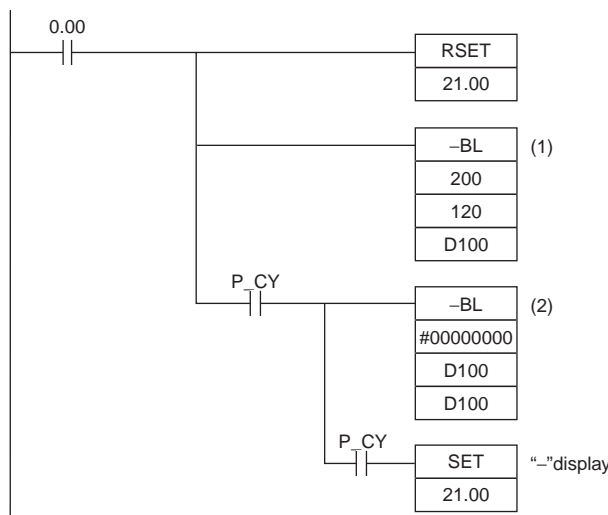 0.00
RSET
21.00
–BL (1)
200
120
D100
P_CY
–BL (2)
#00000000
D100
D100
P_CY
SET "–"display
21.00